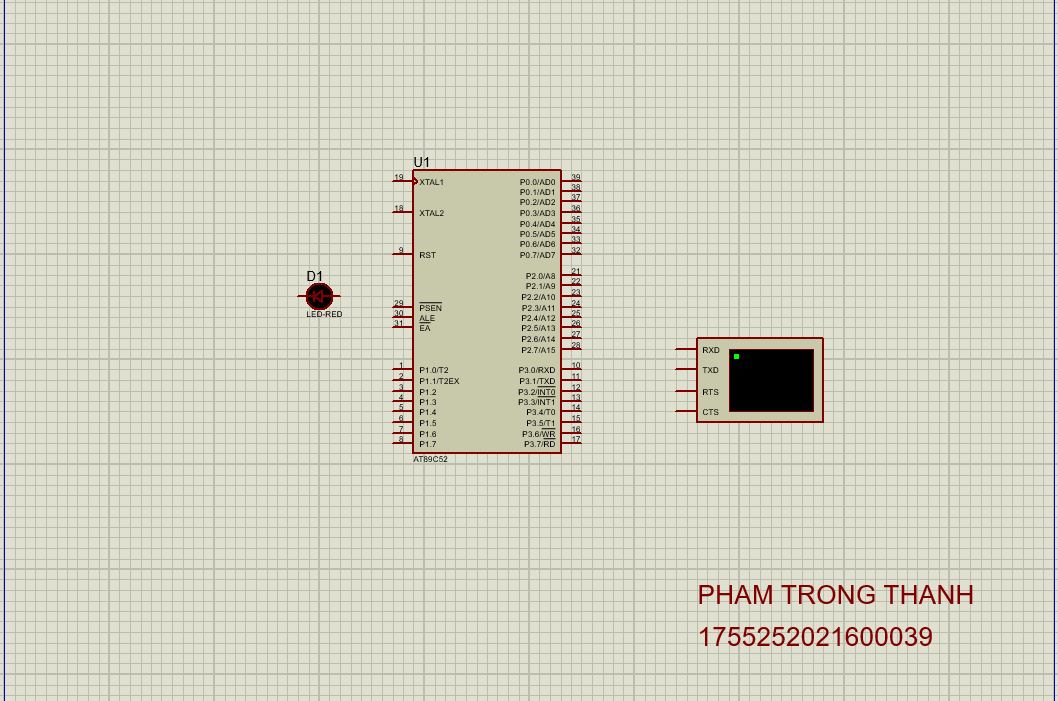 U1
19 XTAL1 P0.0/AD0 39
P0.1/AD1 38
P0.2/AD2 37
18 XTAL2 P0.3/AD3 36
P0.4/AD4 35
P0.5/AD5 34
P0.6/AD6 33
9 RST P0.7/AD7 32
D1
LED-RED
P2.0/A8 21
P2.1/A9 22
P2.2/A10 23
29 PSEN P2.3/A11 24
30 ALE P2.4/A12 25
31 EA P2.5/A13 26
P2.6/A14 27
P2.7/A15 28
1 P1.0/T2 P3.0/RXD 10
2 P1.1/T2EX P3.1/TXD 11
3 P1.2 P3.2/INT0 12
4 P1.3 P3.3/INT1 13
5 P1.4 P3.4/T0 14
6 P1.5 P3.5/T1 15
7 P1.6 P3.6/WR 16
8 P1.7 P3.7/RD 17
AT89C52
RXD
TXD
RTS
CTS
PHAM TRONG THANH
1755252021600039